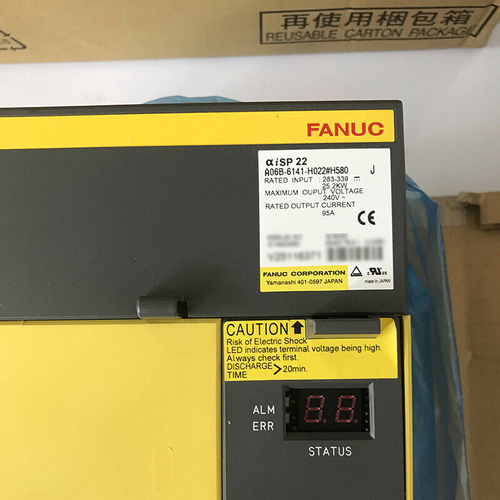 再使用梱包箱
REUSABLE CARTON PACKAGE
FANUC
αiSP 22
A06B-6141-H022#H580 J
RATED INPUT : 283-339 ⎓
25.2KW
MAXIMUM OUPUT VOLTAGE
: 240V ~
RATED OUTPUT CURRENT
95A
CE
FANUC CORPORATION
Yamanashi 401-0597 JAPAN
c UL us
made in JAPAN
CAUTION
Risk of Electric Shock
LED indicates terminal voltage being high.
Always check first.
DISCHARGE TIME > 20min.
ALM
ERR
88
STATUS